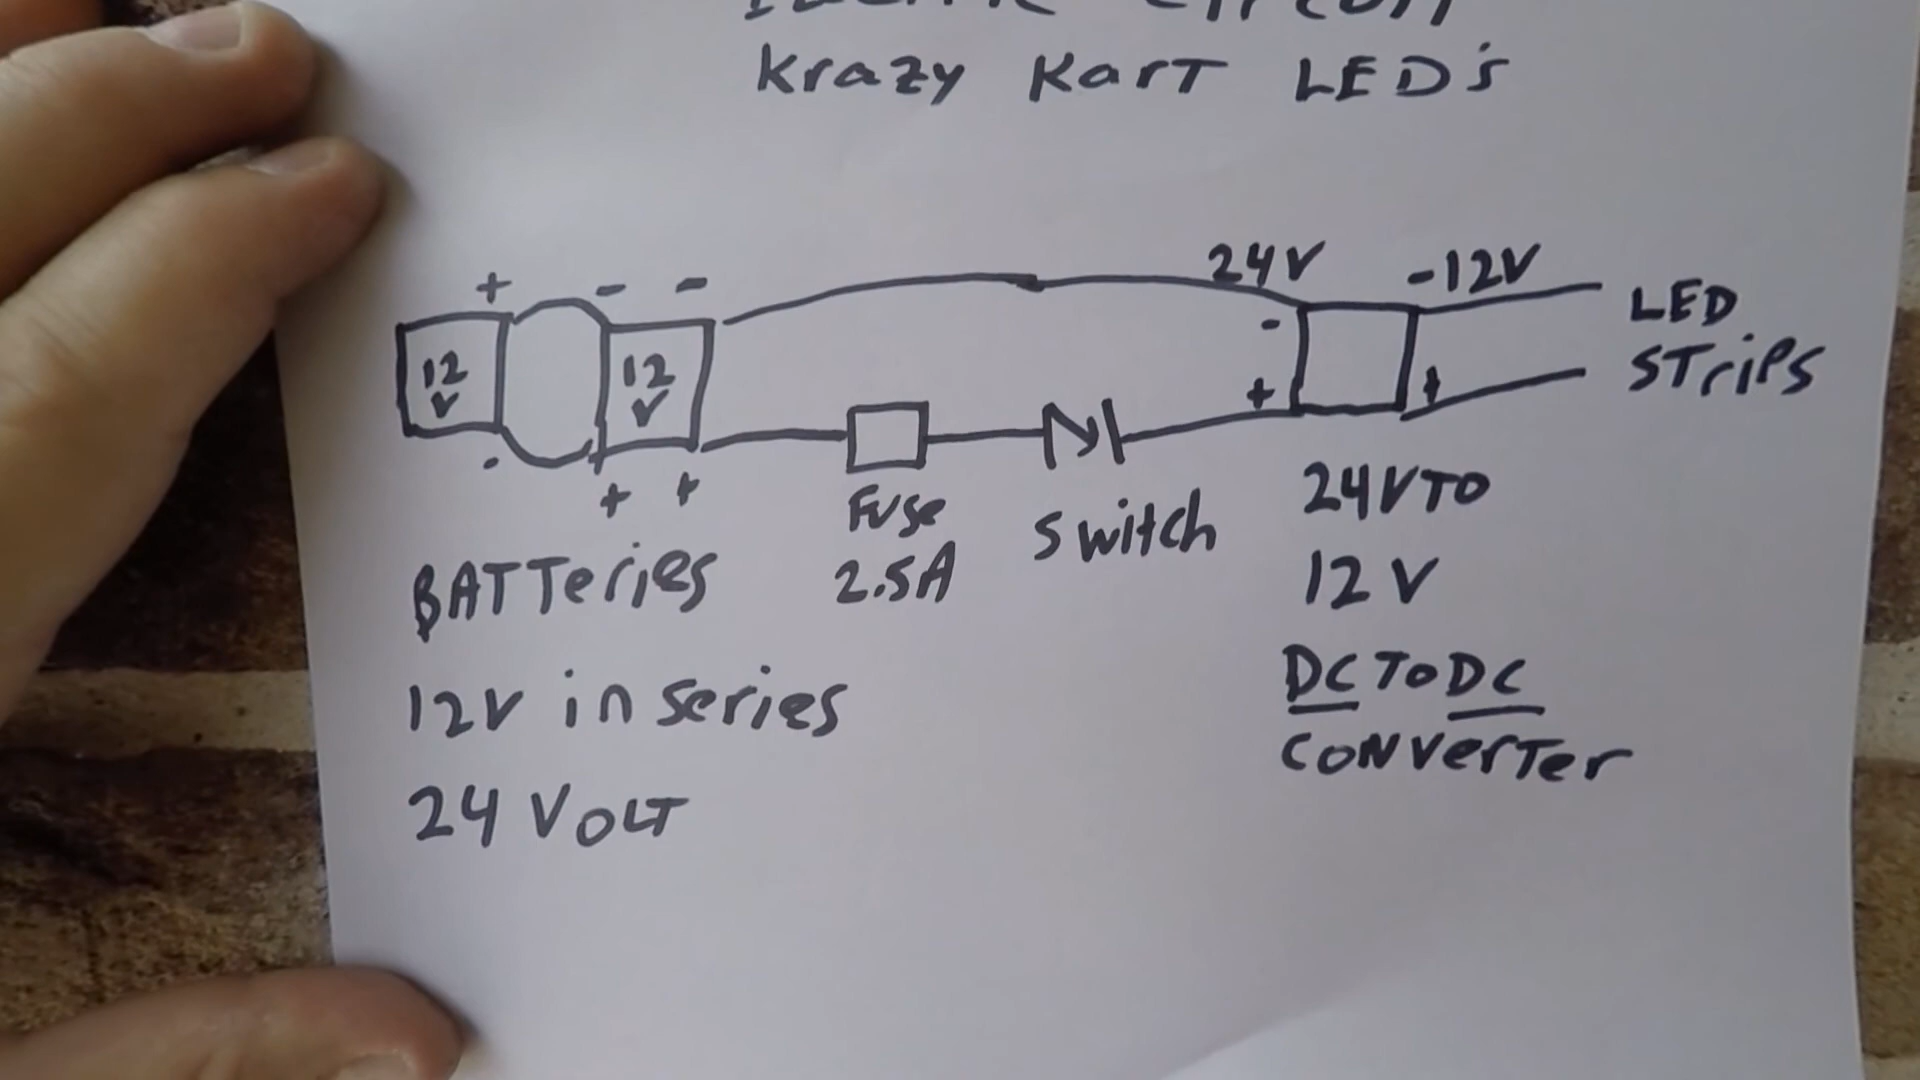 Krazy Kart LED's
24V -12V
+ - -
LED
12 V 12 V
-
STrips
+ +
- + +
Fuse
24V TO
Switch
BATTeries
2.5A
12V
DC TO DC
12V in series
CONVerTer
24 VOLT